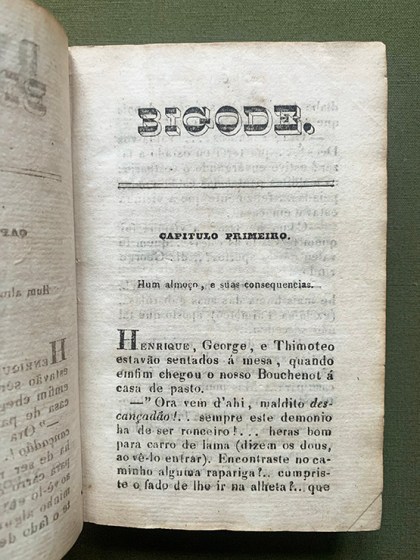 BIGODE.
CAPITULO PRIMEIRO.
Hum almoço, e suas consequencias.
HENRIQUE, George, e Thimoteo
estavão sentados á mesa, quando
emfim chegou o nosso Bouchenot á
casa de pasto.
—"Ora vem d'ahi, maldito des-
cançadão!.. sempre este demonio
ha de ser ronceiro!... heras bom
para carro de lama (dizem os dous,
ao vê-lo entrar). Encontraste no ca-
minho alguma rapariga!.. cumpris-
te o fado de lhe ir na alheta!.. que